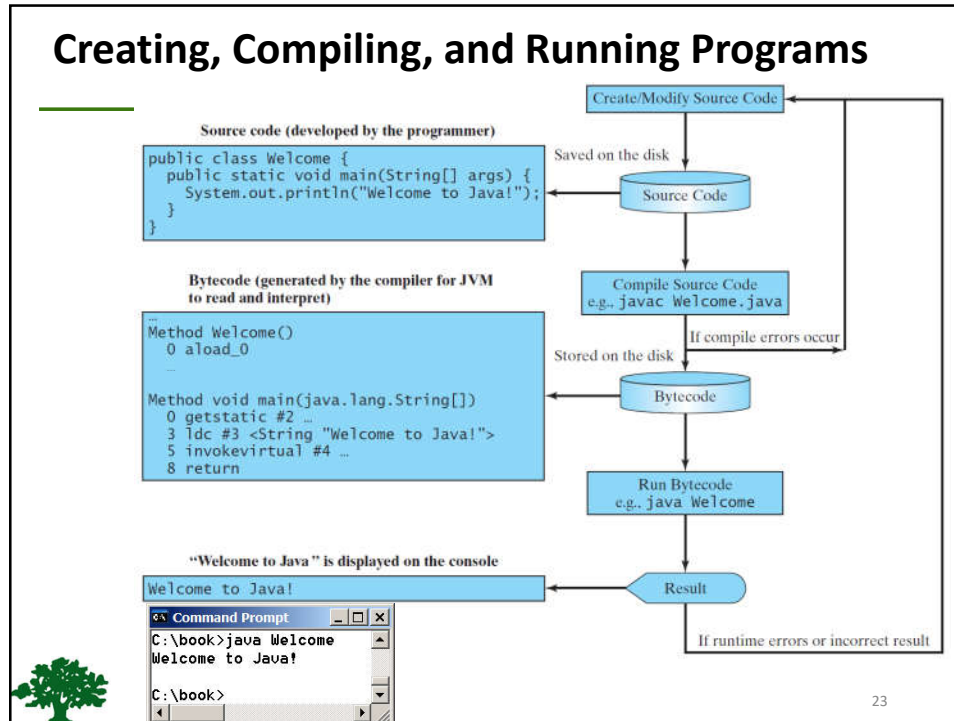 Creating, Compiling, and Running Programs
Create/Modify Source Code
Source code (developed by the programmer)
public class Welcome {
  public static void main(String[] args) {
    System.out.println("Welcome to Java!");
  }
}
Saved on the disk
Source Code
Compile Source Code
e.g., javac Welcome.java
If compile errors occur
Bytecode (generated by the compiler for JVM
to read and interpret)
…
Method Welcome()
  0 aload_0
  …
Method void main(java.lang.String[])
  0 getstatic #2 …
  3 ldc #3 <String "Welcome to Java!">
  5 invokevirtual #4 …
  8 return
Stored on the disk
Bytecode
Run Bytecode
e.g., java Welcome
“Welcome to Java” is displayed on the console
Welcome to Java!
Result
If runtime errors or incorrect result
Command Prompt
C:\book>java Welcome
Welcome to Java!
C:\book>
23